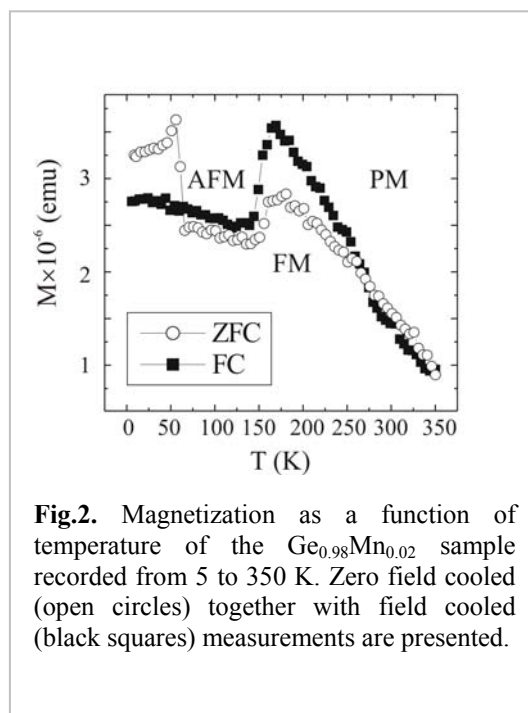 3
2
1
M×10⁻⁶ (emu)
AFM
PM
FM
ZFC
FC
0 50 100 150 200 250 300 350
T (K)
Fig.2. Magnetization as a function of
temperature of the Ge₀.₉₈Mn₀.₀₂ sample
recorded from 5 to 350 K. Zero field cooled
(open circles) together with field cooled
(black squares) measurements are presented.